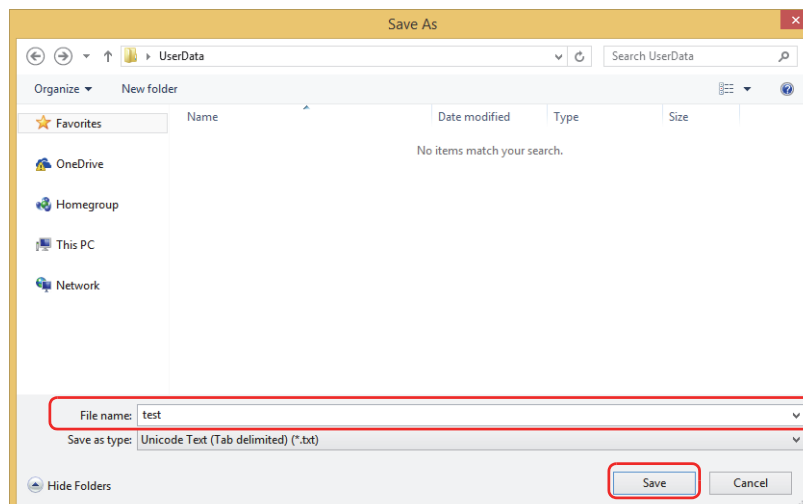 Save As
UserData
Search UserData
Organize New folder
Name Date modified Type Size
Favorites
No items match your search.
OneDrive
Homegroup
This PC
Network
File name: test
Save as type: Unicode Text (Tab delimited) (*.txt)
Hide Folders Save Cancel